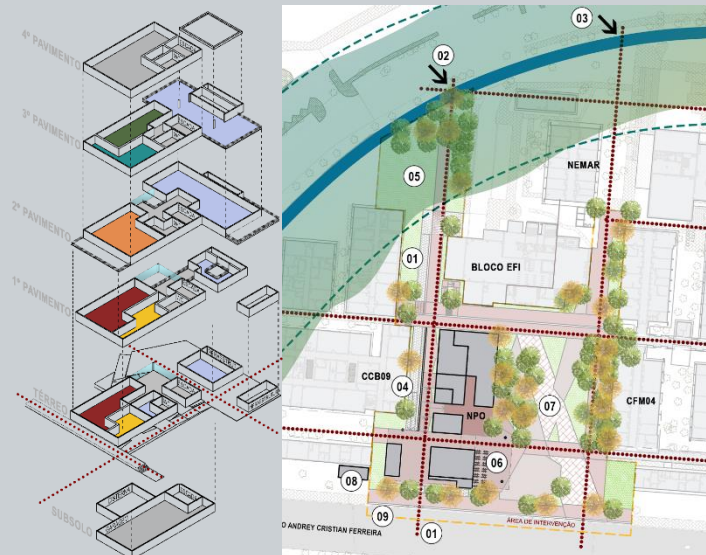 4º PAVIMENTO
3º PAVIMENTO
2º PAVIMENTO
1º PAVIMENTO
TÉRREO
SUBSOLO
03
02
NEMAR
05
01
BLOCO EFI
CCB09
04
NPO
07
CFM04
06
08
09
ÁREA DE INTERVENÇÃO
O ANDREY CRISTIAN FERREIRA
01